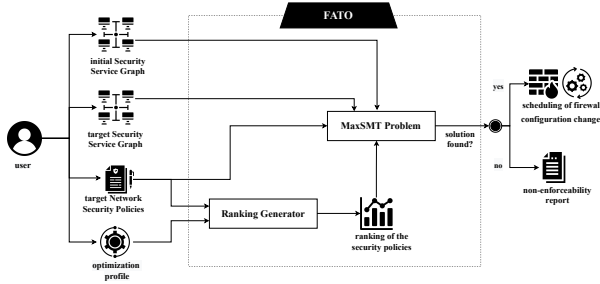 FATO
initial Security
Service Graph
target Security
Service Graph
user
target Network
Security Policies
optimization
profile
MaxSMT Problem
Ranking Generator
ranking of the
security policies
solution
found?
yes
no
scheduling of firewal
configuration change
non-enforceability
report